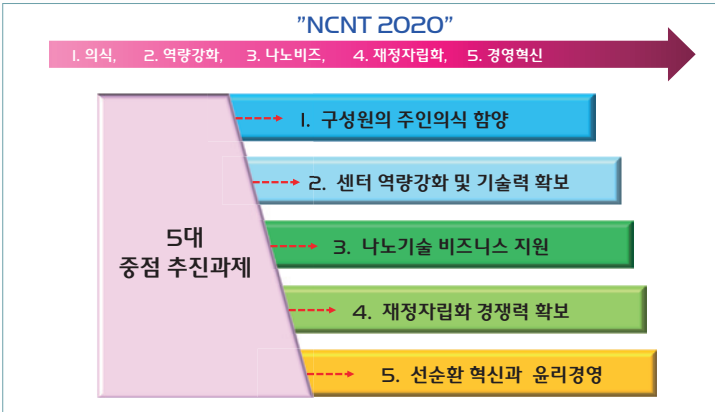 "NCNT 2020"
1. 의식, 2. 역량강화, 3. 나노비즈, 4. 재정자립화, 5. 경영혁신
5대
중점 추진과제
1. 구성원의 주인의식 함양
2. 센터 역량강화 및 기술력 확보
3. 나노기술 비즈니스 지원
4. 재정자립화 경쟁력 확보
5. 선순환 혁신과 윤리경영